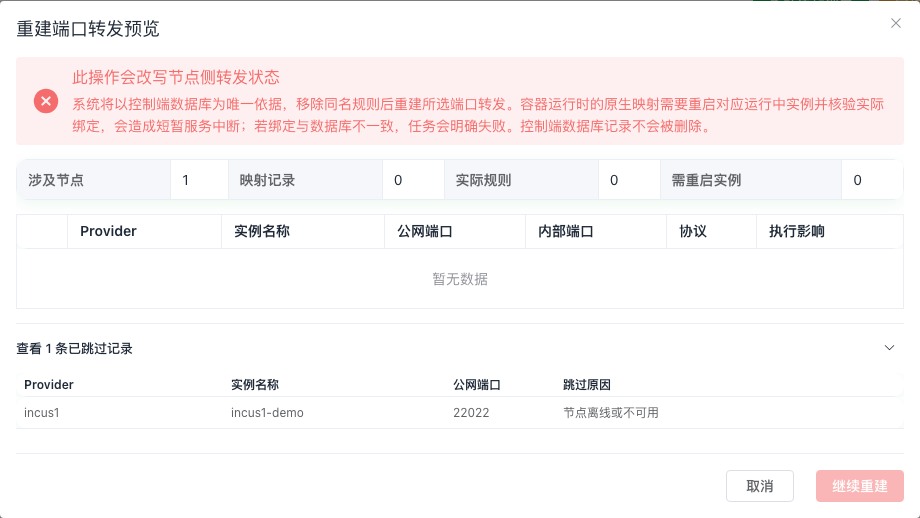 重建端口转发预览
此操作会改写节点侧转发状态
系统将以控制端数据库为唯一依据，移除同名规则后重建所选端口转发。容器运行时的原生映射需要重启对应运行中实例并核验实际
绑定，会造成短暂服务中断；若绑定与数据库不一致，任务会明确失败。控制端数据库记录不会被删除。
涉及节点 1 映射记录 0 实际规则 0 需重启实例 0
Provider 实例名称 公网端口 内部端口 协议 执行影响
暂无数据
查看 1 条已跳过记录
Provider 实例名称 公网端口 跳过原因
incus1 incus1-demo 22022 节点离线或不可用
取消 继续重建